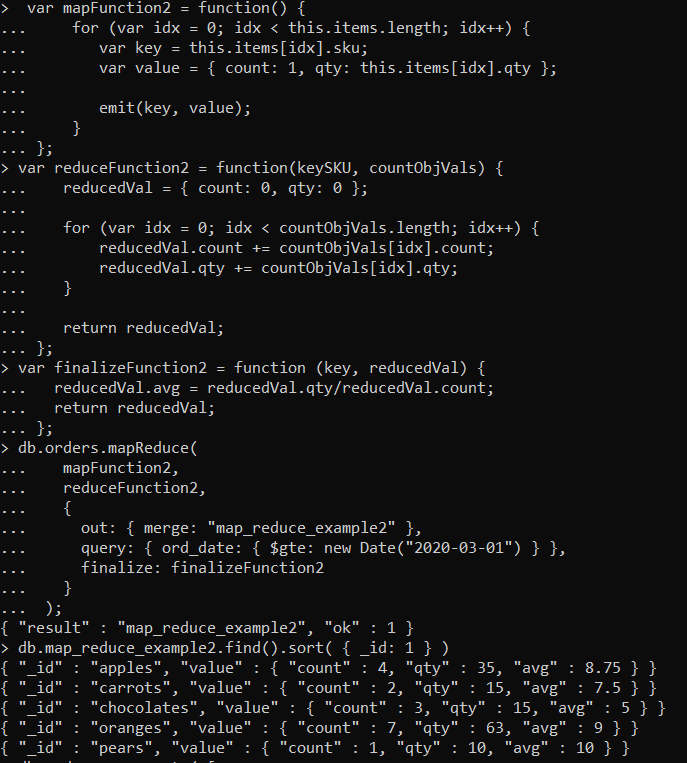 >  var mapFunction2 = function() {
...     for (var idx = 0; idx < this.items.length; idx++) {
...        var key = this.items[idx].sku;
...        var value = { count: 1, qty: this.items[idx].qty };
...
...        emit(key, value);
...     }
... };
> var reduceFunction2 = function(keySKU, countObjVals) {
...    reducedVal = { count: 0, qty: 0 };
...
...    for (var idx = 0; idx < countObjVals.length; idx++) {
...        reducedVal.count += countObjVals[idx].count;
...        reducedVal.qty += countObjVals[idx].qty;
...    }
...
...    return reducedVal;
... };
> var finalizeFunction2 = function (key, reducedVal) {
...   reducedVal.avg = reducedVal.qty/reducedVal.count;
...   return reducedVal;
... };
> db.orders.mapReduce(
...    mapFunction2,
...    reduceFunction2,
...    {
...      out: { merge: "map_reduce_example2" },
...      query: { ord_date: { $gte: new Date("2020-03-01") } },
...      finalize: finalizeFunction2
...    }
...  );
{ "result" : "map_reduce_example2", "ok" : 1 }
> db.map_reduce_example2.find().sort( { _id: 1 } )
{ "_id" : "apples", "value" : { "count" : 4, "qty" : 35, "avg" : 8.75 } }
{ "_id" : "carrots", "value" : { "count" : 2, "qty" : 15, "avg" : 7.5 } }
{ "_id" : "chocolates", "value" : { "count" : 3, "qty" : 15, "avg" : 5 } }
{ "_id" : "oranges", "value" : { "count" : 7, "qty" : 63, "avg" : 9 } }
{ "_id" : "pears", "value" : { "count" : 1, "qty" : 10, "avg" : 10 } }